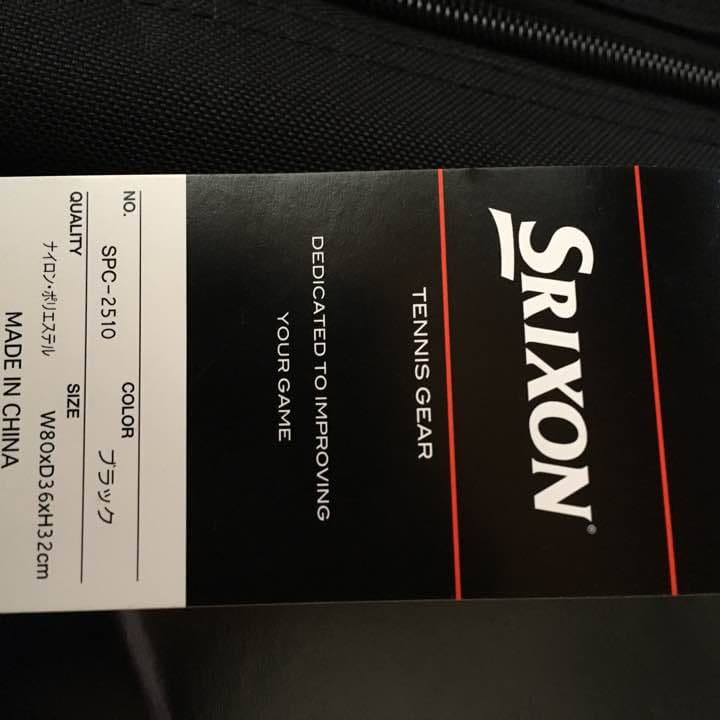 SRIXON®
TENNIS GEAR
DEDICATED TO IMPROVING
YOUR GAME
NO. SPC-2510 COLOR ブラック
QUALITY ナイロン・ポリエステル SIZE W80xD36xH32cm
MADE IN CHINA